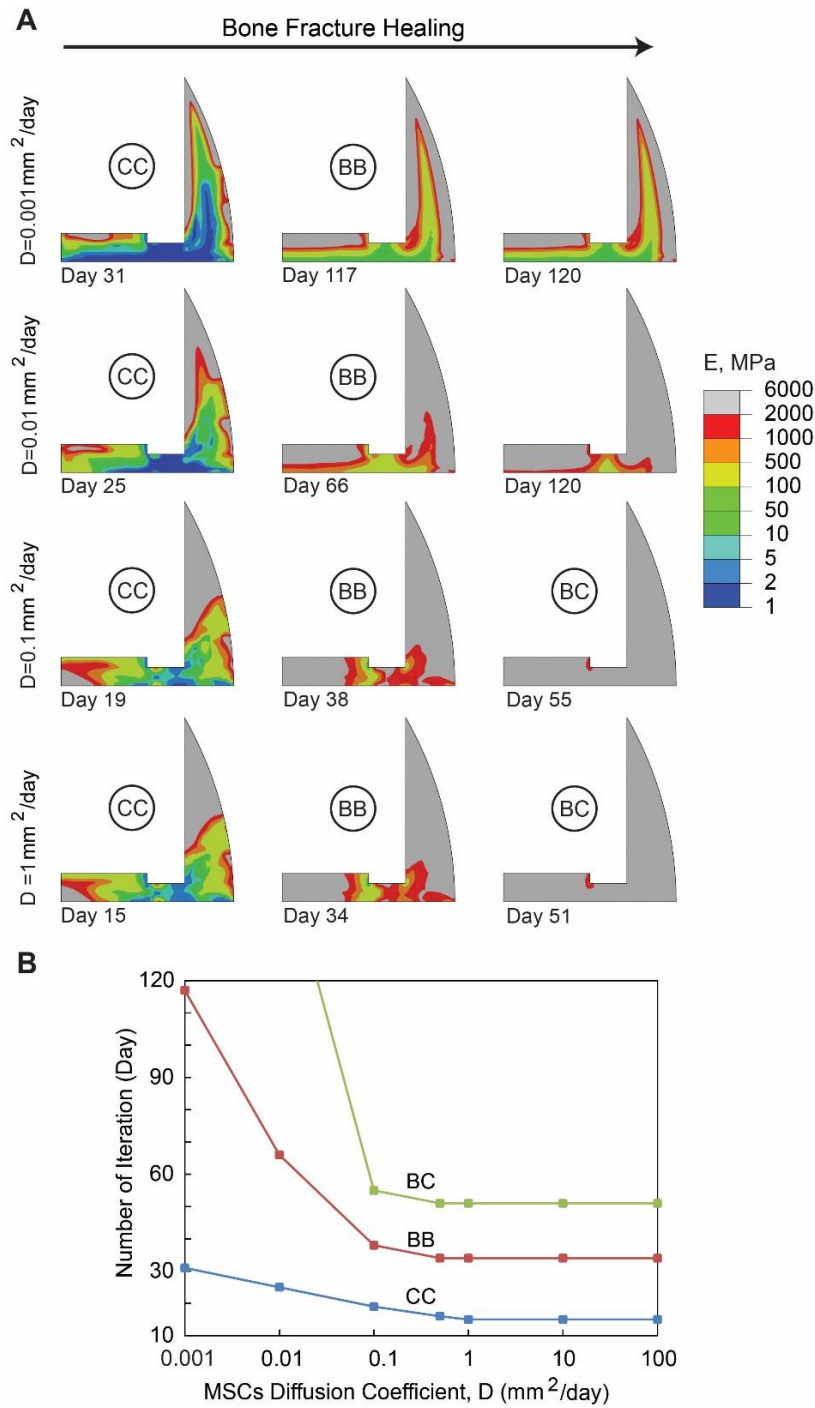 A
Bone Fracture Healing
D=0.001mm²/day
CC
BB
Day 31
Day 117
Day 120
D=0.01mm²/day
CC
BB
Day 25
Day 66
Day 120
E, MPa
6000
2000
1000
500
100
50
10
5
2
1
D=0.1mm²/day
CC
BB
BC
Day 19
Day 38
Day 55
D =1mm²/day
CC
BB
BC
Day 15
Day 34
Day 51
B
Number of Iteration (Day)
120
90
60
30
10
BC
BB
CC
0.001 0.01 0.1 1 10 100
MSCs Diffusion Coefficient, D (mm²/day)